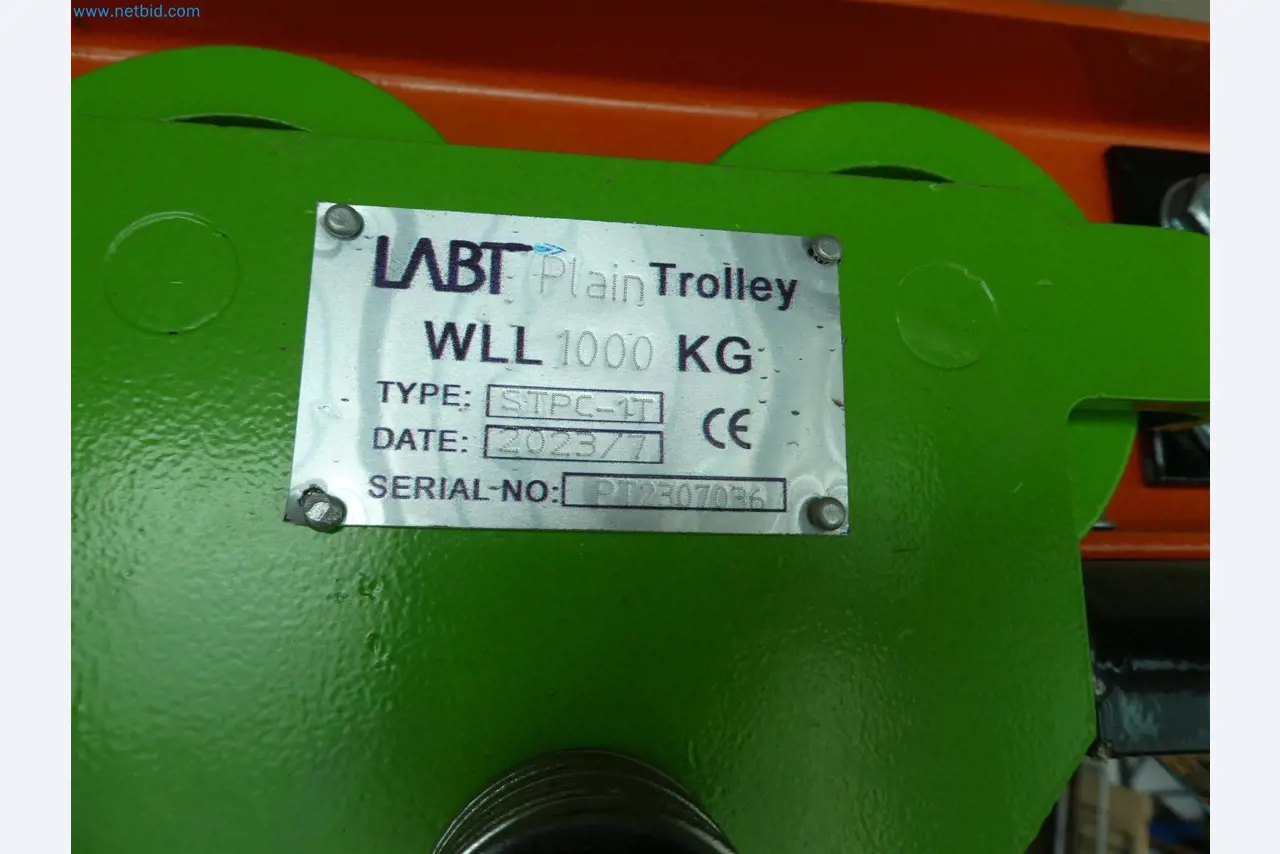 www.netbid.com
LABT Plain Trolley
WLL 1000 KG
TYPE: STPC-1T
DATE: 2023/7 CE
SERIAL NO: PT2307036